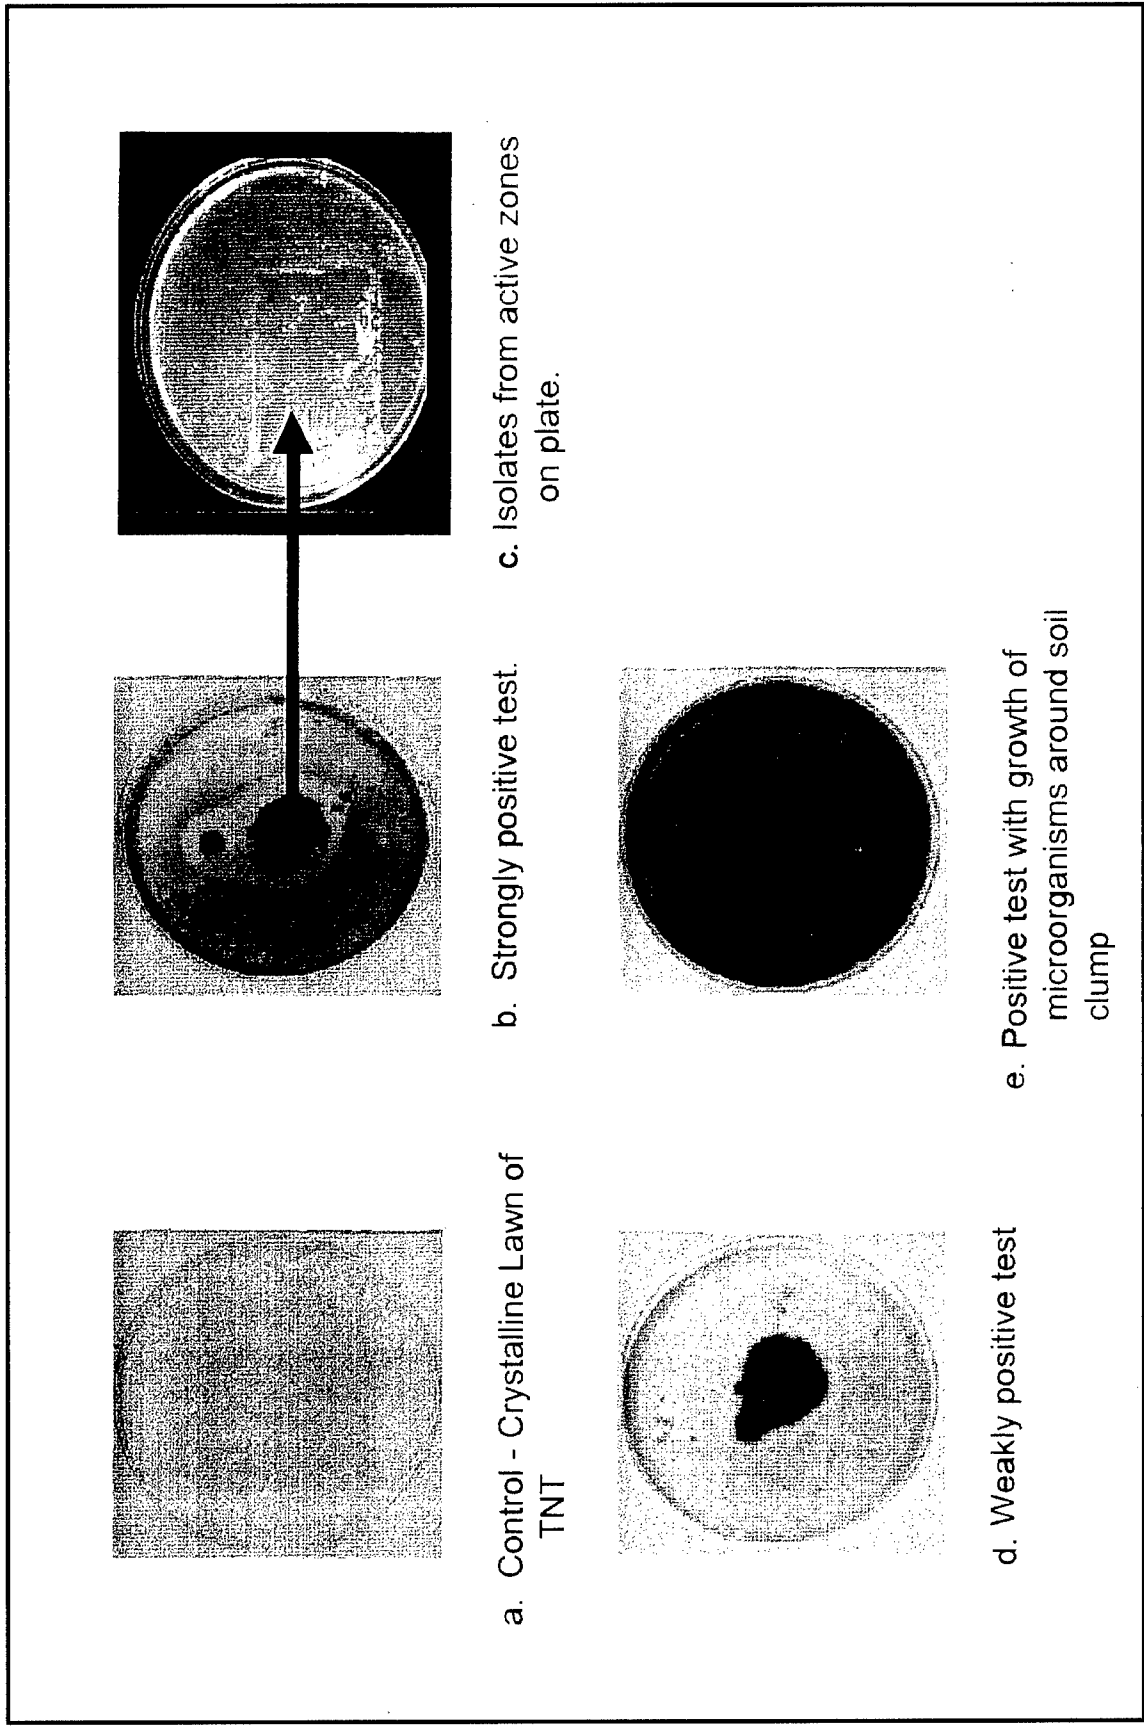 a. Control - Crystalline Lawn of
TNT
b. Strongly positive test.
c. Isolates from active zones
on plate.
d. Weakly positive test
e. Positive test with growth of
microorganisms around soil
clump